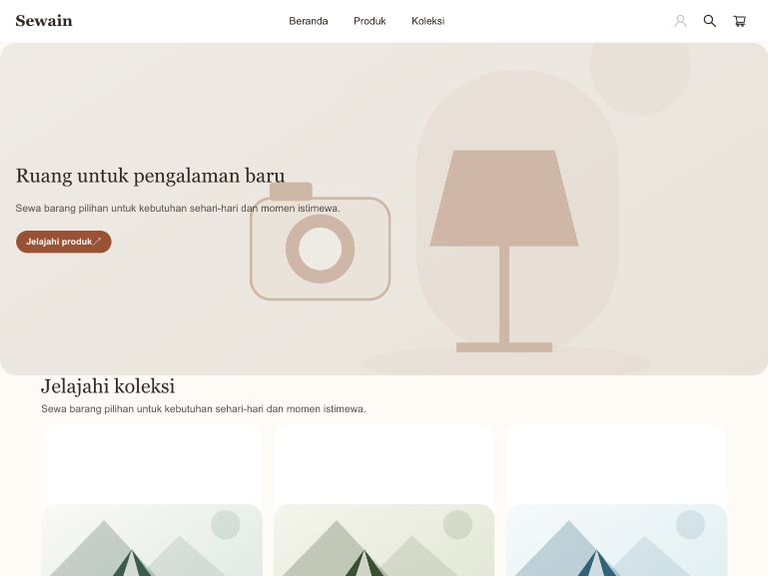 Sewain
Beranda
Produk
Koleksi
Ruang untuk pengalaman baru
Sewa barang pilihan untuk kebutuhan sehari-hari dan momen istimewa.
Jelajahi produk↗
Jelajahi koleksi
Sewa barang pilihan untuk kebutuhan sehari-hari dan momen istimewa.